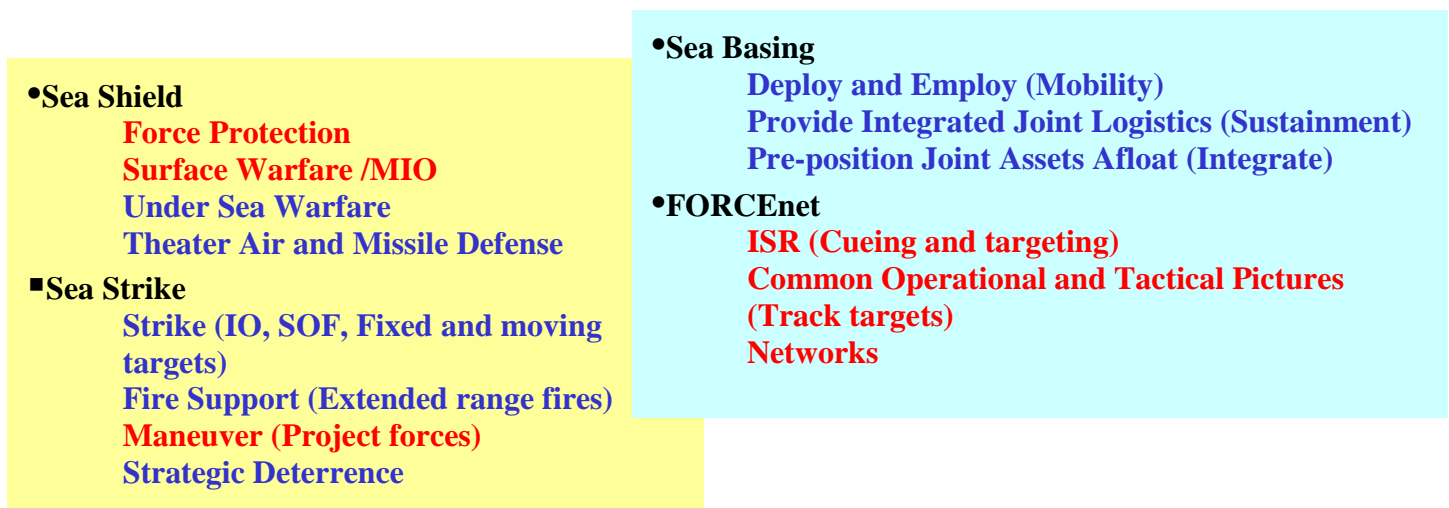 •Sea Shield
Force Protection
Surface Warfare /MIO
Under Sea Warfare
Theater Air and Missile Defense
▪Sea Strike
Strike (IO, SOF, Fixed and moving
targets)
Fire Support (Extended range fires)
Maneuver (Project forces)
Strategic Deterrence
•Sea Basing
Deploy and Employ (Mobility)
Provide Integrated Joint Logistics (Sustainment)
Pre-position Joint Assets Afloat (Integrate)
•FORCEnet
ISR (Cueing and targeting)
Common Operational and Tactical Pictures
(Track targets)
Networks